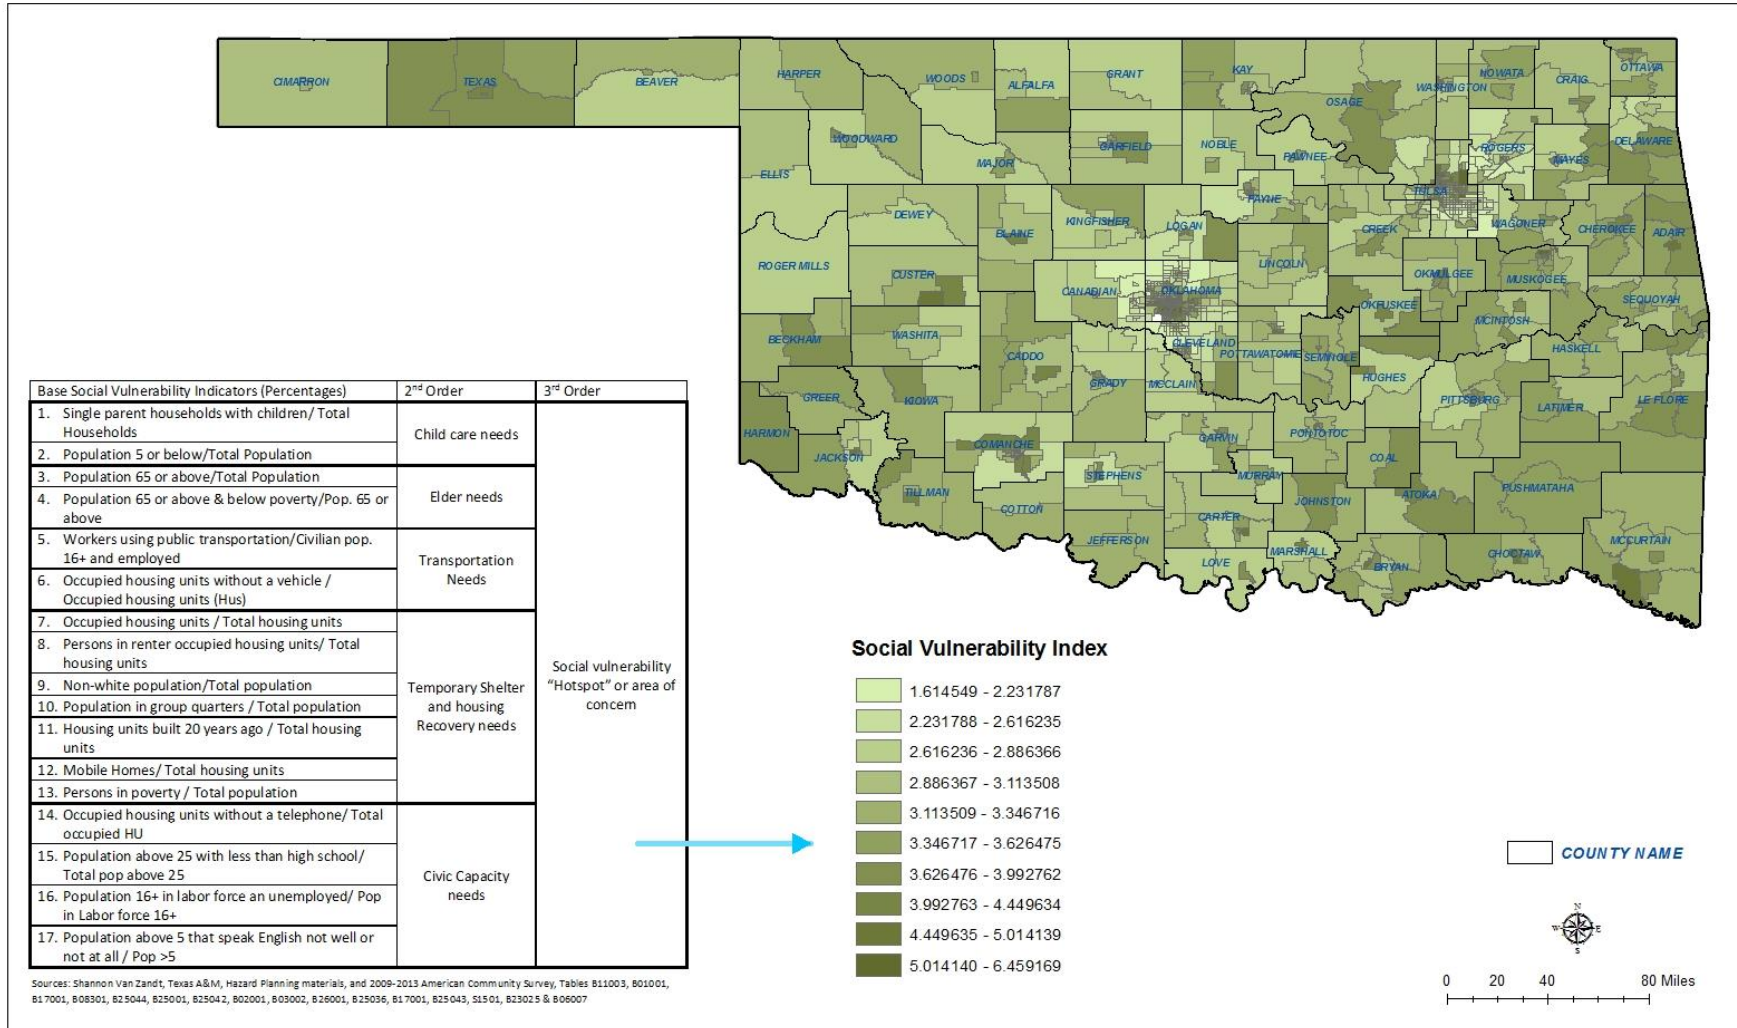 CIMARRON
TEXAS
BEAVER
HARPER
WOODS
ALFALFA
GRANT
KAY
OSAGE
WASHINGTON
NOWATA
CRAIG
OTTAWA
WOODWARD
MAJOR
GARFIELD
NOBLE
PAWNEE
ROGERS
MAYES
DELAWARE
ELLIS
TULSA
DEWEY
BLAINE
KINGFISHER
LOGAN
PAYNE
CREEK
WAGONER
CHEROKEE
ADAIR
ROGER MILLS
CUSTER
CANADIAN
OKLAHOMA
LINCOLN
OKMULGEE
MUSKOGEE
OKFUSKEE
SEQUOYAH
BECKHAM
WASHITA
CADDO
CLEVELAND
POTTAWATOMIE
SEMINOLE
MCINTOSH
HASKELL
GREER
KIOWA
GRADY
MCCLAIN
HUGHES
PITTSBURG
LATIMER
LE FLORE
HARMON
JACKSON
COMANCHE
GARVIN
PONTOTOC
COAL
TILLMAN
STEPHENS
MURRAY
JOHNSTON
ATOKA
PUSHMATAHA
COTTON
CARTER
JEFFERSON
LOVE
MARSHALL
BRYAN
CHOCTAW
MCCURTAIN
Base Social Vulnerability Indicators (Percentages)
2nd Order
3rd Order
1. Single parent households with children/ Total
Households
2. Population 5 or below/Total Population
Child care needs
3. Population 65 or above/Total Population
4. Population 65 or above & below poverty/Pop. 65 or
above
Elder needs
5. Workers using public transportation/Civilian pop.
16+ and employed
6. Occupied housing units without a vehicle /
Occupied housing units (Hus)
Transportation
Needs
7. Occupied housing units / Total housing units
8. Persons in renter occupied housing units/ Total
housing units
9. Non-white population/Total population
10. Population in group quarters / Total population
11. Housing units built 20 years ago / Total housing
units
12. Mobile Homes/ Total housing units
13. Persons in poverty / Total population
Temporary Shelter
and housing
Recovery needs
14. Occupied housing units without a telephone/ Total
occupied HU
15. Population above 25 with less than high school/
Total pop above 25
16. Population 16+ in labor force an unemployed/ Pop
in Labor force 16+
17. Population above 5 that speak English not well or
not at all / Pop >5
Civic Capacity
needs
Social vulnerability
"Hotspot" or area of
concern
Sources: Shannon Van Zandt, Texas A&M, Hazard Planning materials, and 2009-2013 American Community Survey, Tables B11003, B01001,
B17001, B08301, B25044, B25001, B25042, B02001, B03002, B26001, B25036, B17001, B25043, S1501, B23025 & B06007
Social Vulnerability Index
1.614549 - 2.231787
2.231788 - 2.616235
2.616236 - 2.886366
2.886367 - 3.113508
3.113509 - 3.346716
3.346717 - 3.626475
3.626476 - 3.992762
3.992763 - 4.449634
4.449635 - 5.014139
5.014140 - 6.459169
COUNTY NAME
N
W
E
S
0 20 40 80 Miles